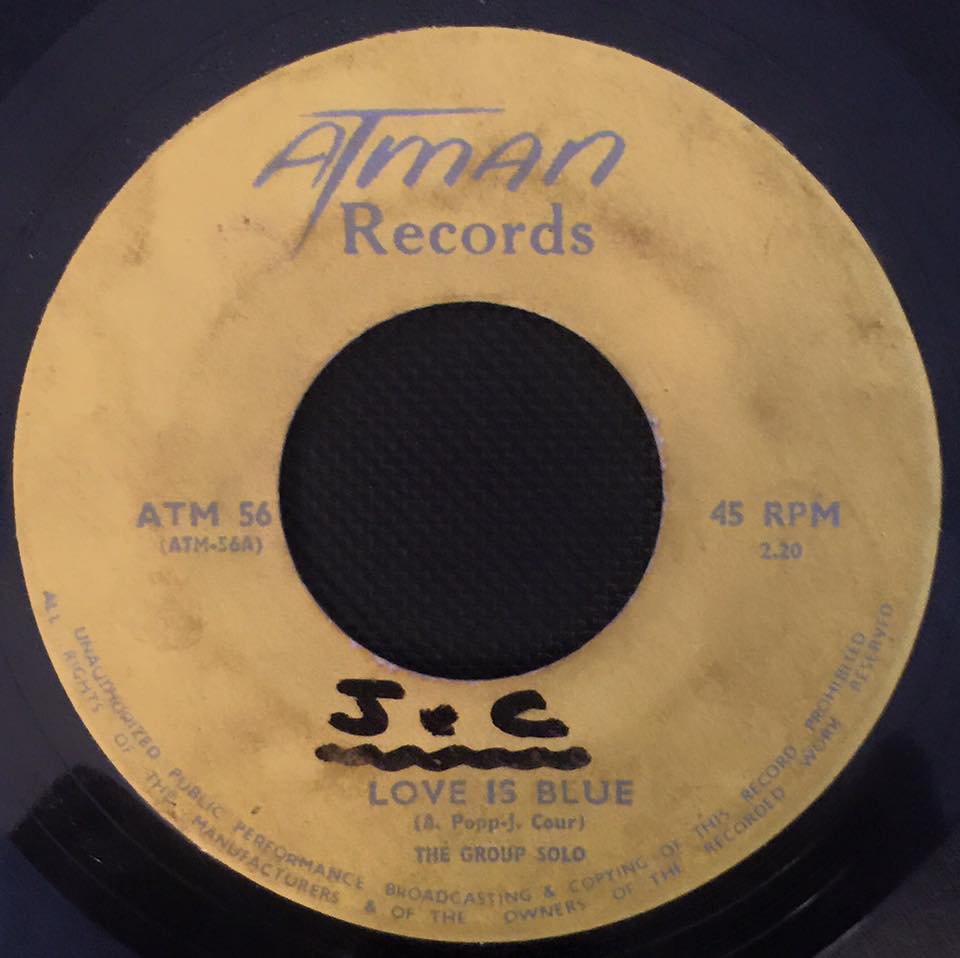 ATMAN
Records
ATM 56
(ATM-56A)
45 RPM
2.20
J & C
LOVE IS BLUE
(A. Popp-J. Cour)
THE GROUP SOLO
ALL RIGHTS OF THE MANUFACTURERS & OF THE OWNERS OF THE RECORDED WORK RESERVED
UNAUTHORIZED PUBLIC PERFORMANCE BROADCASTING & COPYING OF THIS RECORD PROHIBITED